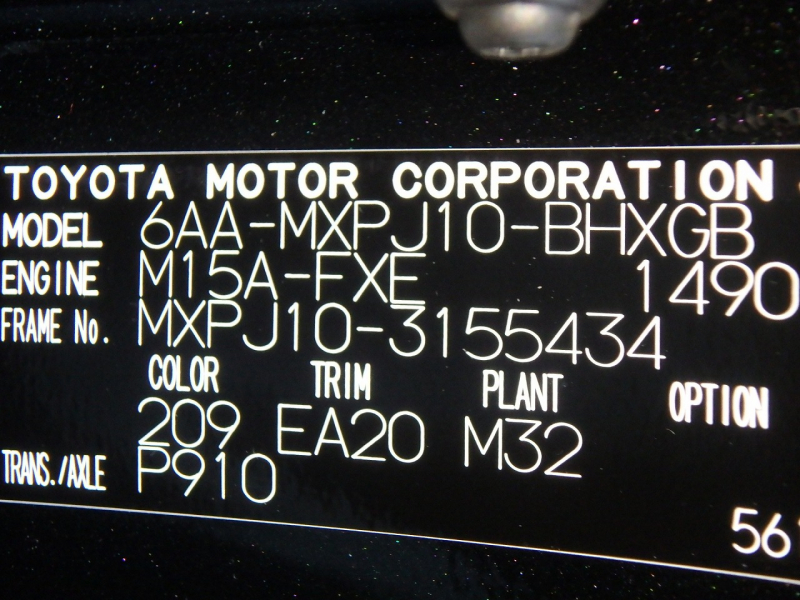 TOYOTA MOTOR CORPORATION
MODEL 6AA-MXPJ10-BHXGB
ENGINE M15A-FXE 1490
FRAME No. MXPJ10-3155434
COLOR TRIM PLANT OPTION
209 EA20 M32
TRANS./AXLE P910